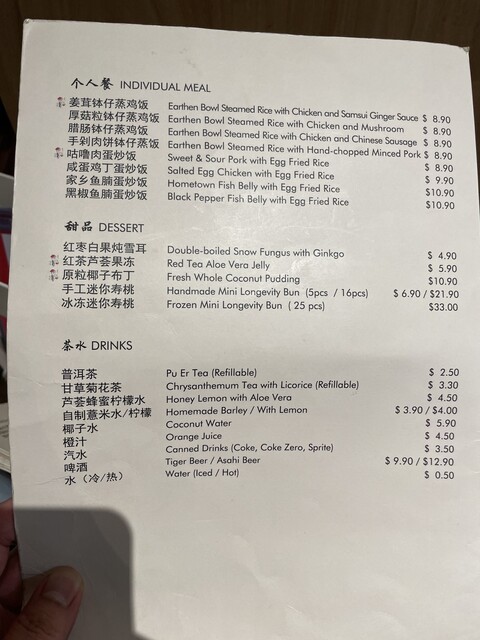 个人餐 INDIVIDUAL MEAL
姜茸钵仔蒸鸡饭 Earthen Bowl Steamed Rice with Chicken and Samsui Ginger Sauce $ 8.90
厚菇粒钵仔蒸鸡饭 Earthen Bowl Steamed Rice with Chicken and Mushroom $ 8.90
腊肠钵仔蒸鸡饭 Earthen Bowl Steamed Rice with Chicken and Chinese Sausage $ 8.90
手剁肉饼钵仔蒸饭 Earthen Bowl Steamed Rice with Hand-chopped Minced Pork $ 8.90
咕噜肉蛋炒饭 Sweet & Sour Pork with Egg Fried Rice $ 8.90
咸蛋鸡丁蛋炒饭 Salted Egg Chicken with Egg Fried Rice $ 9.90
家乡鱼腩蛋炒饭 Hometown Fish Belly with Egg Fried Rice $10.90
黑椒鱼腩蛋炒饭 Black Pepper Fish Belly with Egg Fried Rice $10.90
甜品 DESSERT
红枣白果炖雪耳 Double-boiled Snow Fungus with Ginkgo $ 4.90
红茶芦荟果冻 Red Tea Aloe Vera Jelly $ 5.90
原粒椰子布丁 Fresh Whole Coconut Pudding $10.90
手工迷你寿桃 Handmade Mini Longevity Bun (5pcs / 16pcs) $ 6.90 / $21.90
冰冻迷你寿桃 Frozen Mini Longevity Bun ( 25 pcs) $33.00
茶水 DRINKS
普洱茶 Pu Er Tea (Refillable) $ 2.50
甘草菊花茶 Chrysanthemum Tea with Licorice (Refillable) $ 3.30
芦荟蜂蜜柠檬水 Honey Lemon with Aloe Vera $ 4.50
自制薏米水/柠檬 Homemade Barley / With Lemon $ 3.90 / $4.00
椰子水 Coconut Water $ 5.90
橙汁 Orange Juice $ 4.50
汽水 Canned Drinks (Coke, Coke Zero, Sprite) $ 3.50
啤酒 Tiger Beer / Asahi Beer $ 9.90 / $12.90
水（冷/热） Water (Iced / Hot) $ 0.50